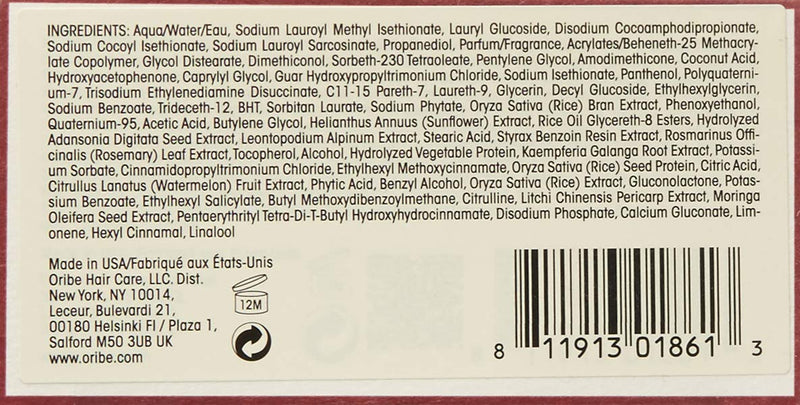 INGREDIENTS: Aqua/Water/Eau, Sodium Lauroyl Methyl Isethionate, Lauryl Glucoside, Disodium Cocoamphodipropionate,
Sodium Cocoyl Isethionate, Sodium Lauroyl Sarcosinate, Propanediol, Parfum/Fragrance, Acrylates/Beheneth-25 Methacry-
late Copolymer, Glycol Distearate, Dimethiconol, Sorbeth-230 Tetraoleate, Pentylene Glycol, Amodimethicone, Coconut Acid,
Hydroxyacetophenone, Caprylyl Glycol, Guar Hydroxypropyltrimonium Chloride, Sodium Isethionate, Panthenol, Polyquaterni-
um-7, Trisodium Ethylenediamine Disuccinate, C11-15 Pareth-7, Laureth-9, Glycerin, Decyl Glucoside, Ethylhexylglycerin,
Sodium Benzoate, Trideceth-12, BHT, Sorbitan Laurate, Sodium Phytate, Oryza Sativa (Rice) Bran Extract, Phenoxyethanol,
Quaternium-95, Acetic Acid, Butylene Glycol, Helianthus Annuus (Sunflower) Extract, Rice Oil Glycereth-8 Esters, Hydrolyzed
Adansonia Digitata Seed Extract, Leontopodium Alpinum Extract, Stearic Acid, Styrax Benzoin Resin Extract, Rosmarinus Offi-
cinalis (Rosemary) Leaf Extract, Tocopherol, Alcohol, Hydrolyzed Vegetable Protein, Kaempferia Galanga Root Extract, Potassi-
um Sorbate, Cinnamidopropyltrimonium Chloride, Ethylhexyl Methoxycinnamate, Oryza Sativa (Rice) Seed Protein, Citric Acid,
Citrullus Lanatus (Watermelon) Fruit Extract, Phytic Acid, Benzyl Alcohol, Oryza Sativa (Rice) Extract, Gluconolactone, Potas-
sium Benzoate, Ethylhexyl Salicylate, Butyl Methoxydibenzoylmethane, Citrulline, Litchi Chinensis Pericarp Extract, Moringa
Oleifera Seed Extract, Pentaerythrityl Tetra-Di-T-Butyl Hydroxyhydrocinnamate, Disodium Phosphate, Calcium Gluconate, Lim-
onene, Hexyl Cinnamal, Linalool
Made in USA/Fabriqué aux États-Unis
Oribe Hair Care, LLC. Dist.
New York, NY 10014,
Leceur, Bulevardi 21,
00180 Helsinki FI / Plaza 1,
Salford M50 3UB UK
www.oribe.com
12M
8 11913 01861 3